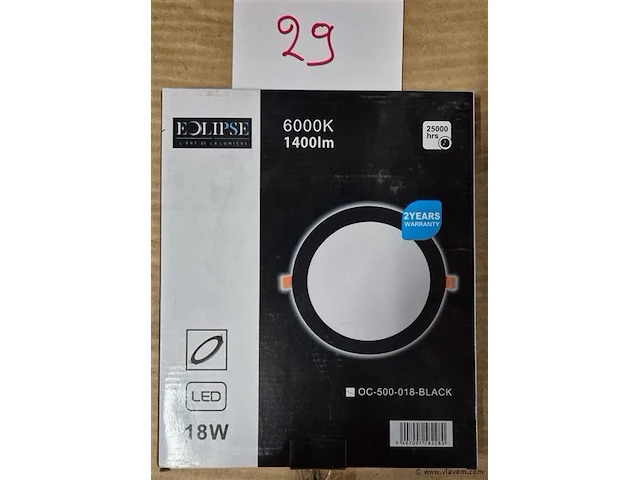 29
ECLIPSE
L'ART DE LA LUMIÈRE
6000K
1400lm
25000
hrs
2YEARS
WARRANTY
OC-500-018-BLACK
LED
18W
© www.vlavem.com